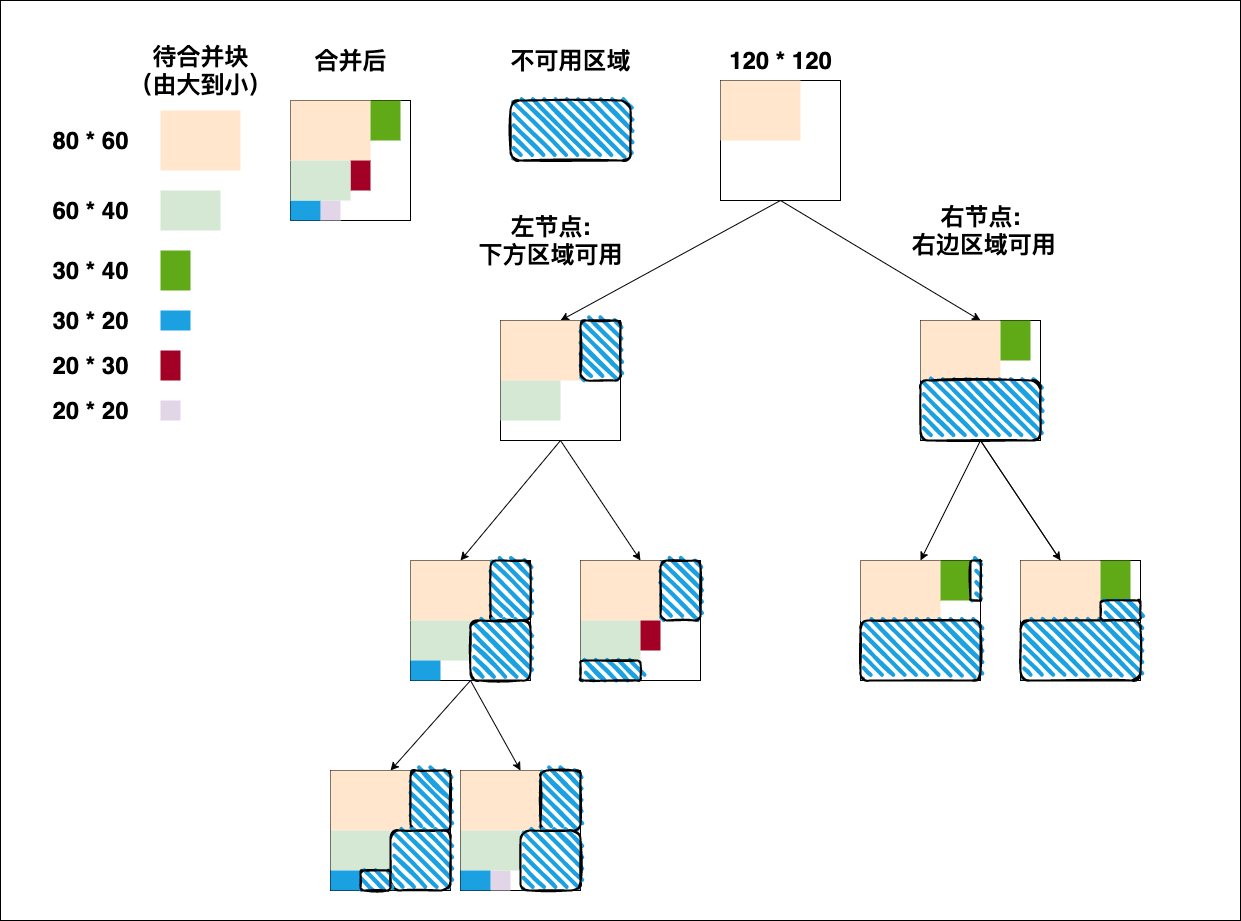 待合并块
（由大到小）
合并后
不可用区域
120 * 120
80 * 60
60 * 40
30 * 40
30 * 20
20 * 30
20 * 20
左节点:
下方区域可用
右节点:
右边区域可用